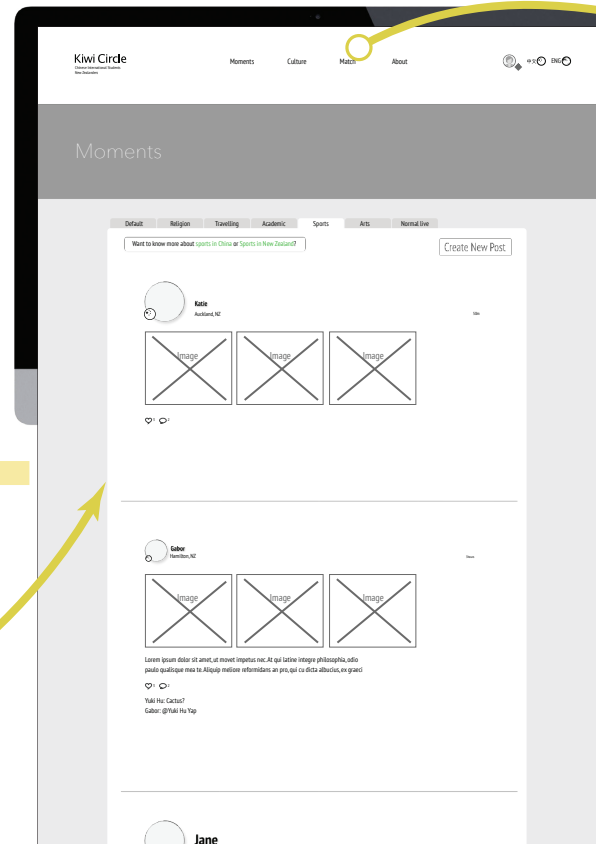 Kiwi Circle
Chinese International Students
New Zealanders
Moments
Culture
Match
About
中文
ENG
Moments
Default
Religion
Travelling
Academic
Sports
Arts
Normal live
Want to know more about sports in China or Sports in New Zealand?
Create New Post
Katie
Auckland, NZ
Image
Image
Image
Gabor
Hamilton, NZ
Image
Image
Image
Lorem ipsum dolor sit amet, ut movet impetus nec. At qui latine integre philosophia, odio
paulo qualisque mea te. Aliquip meliore reformidans an pro, qui cu dicta albucius, ex graeci
Yuki Hu: Cactus?
Gabor: @Yuki Hu Yap
Jane